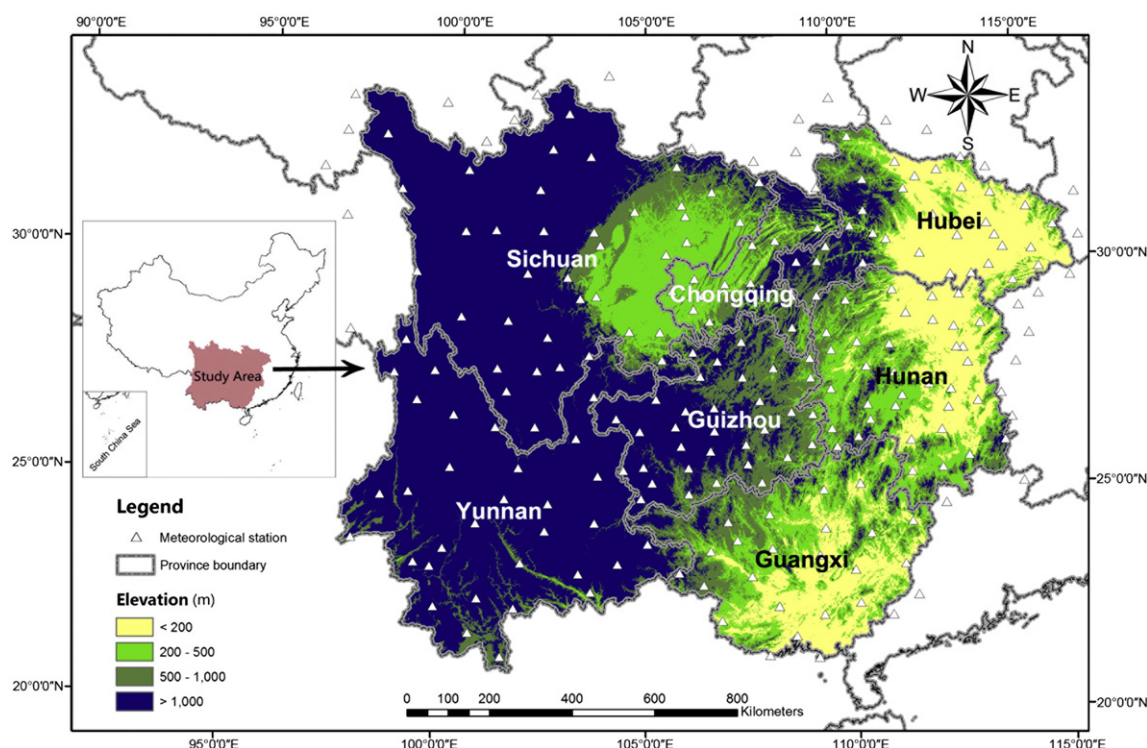 90°0'0"N 95°0'0"E 100°0'0"E 105°0'0"E 110°0'0"E 115°0'0"E
N
W E
S
Hubei
30°0'0"N 30°0'0"N
Sichuan
Chongqing
Study Area
Hunan
Guizhou
South China Sea
25°0'0"N 25°0'0"N
Yunnan
Guangxi
Legend
Meteorological station
Province boundary
Elevation (m)
< 200
200 - 500
500 - 1,000
> 1,000
20°0'0"N 20°0'0"N
0 100 200 400 600 800
Kilometers
95°0'0"E 100°0'0"E 105°0'0"E 110°0'0"E 115°0'0"E